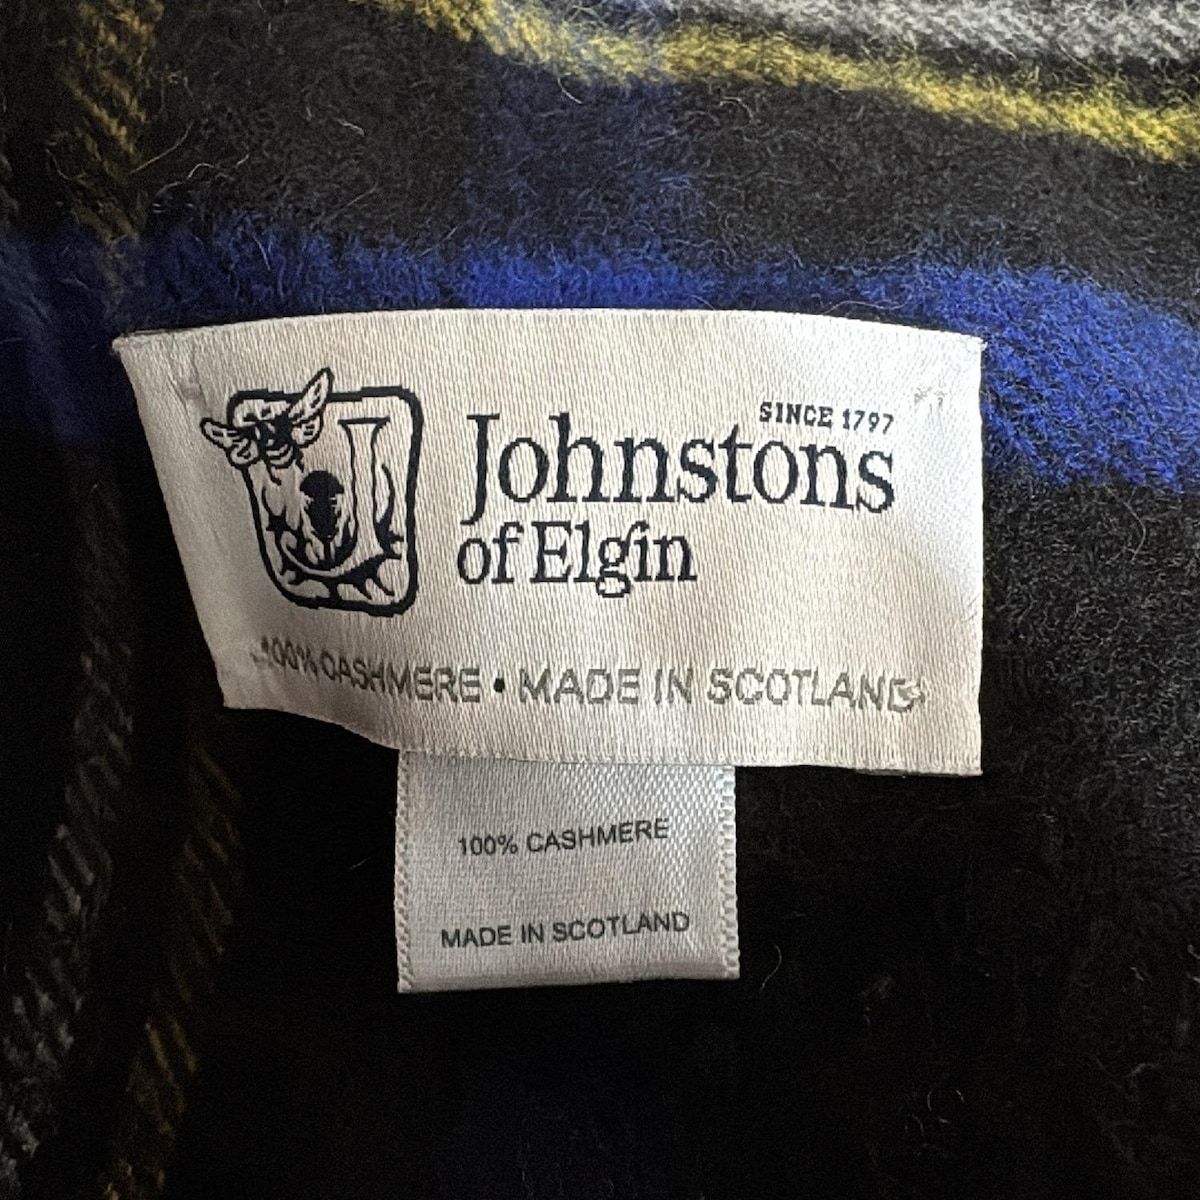 SINCE 1797
Johnstons
of Elgin
100% CASHMERE • MADE IN SCOTLAND
100% CASHMERE
MADE IN SCOTLAND